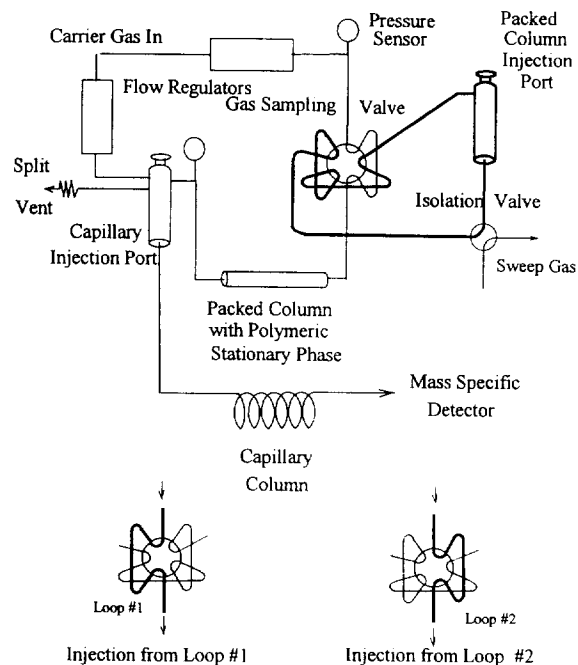 Pressure
Sensor
Packed
Column
Injection
Port
Carrier Gas In
Flow Regulators
Gas Sampling Valve
Split
Vent
Capillary
Injection Port
Isolation Valve
Sweep Gas
Packed Column
with Polymeric
Stationary Phase
Mass Specific
Detector
Capillary
Column
Loop #1
Loop #2
Injection from Loop #1
Injection from Loop #2